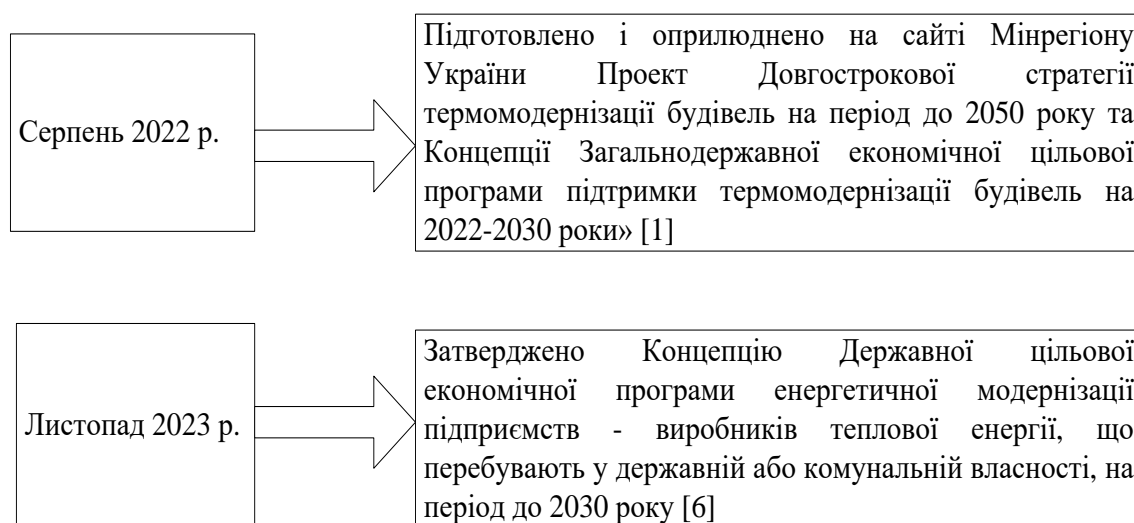 Серпень 2022 р.
Підготовлено і оприлюднено на сайті Мінрегіону
України Проект Довгострокової стратегії
термомодернізації будівель на період до 2050 року та
Концепції Загальнодержавної економічної цільової
програми підтримки термомодернізації будівель на
2022-2030 роки» [1]
Листопад 2023 р.
Затверджено Концепцію Державної цільової
економічної програми енергетичної модернізації
підприємств - виробників теплової енергії, що
перебувають у державній або комунальній власності, на
період до 2030 року [6]